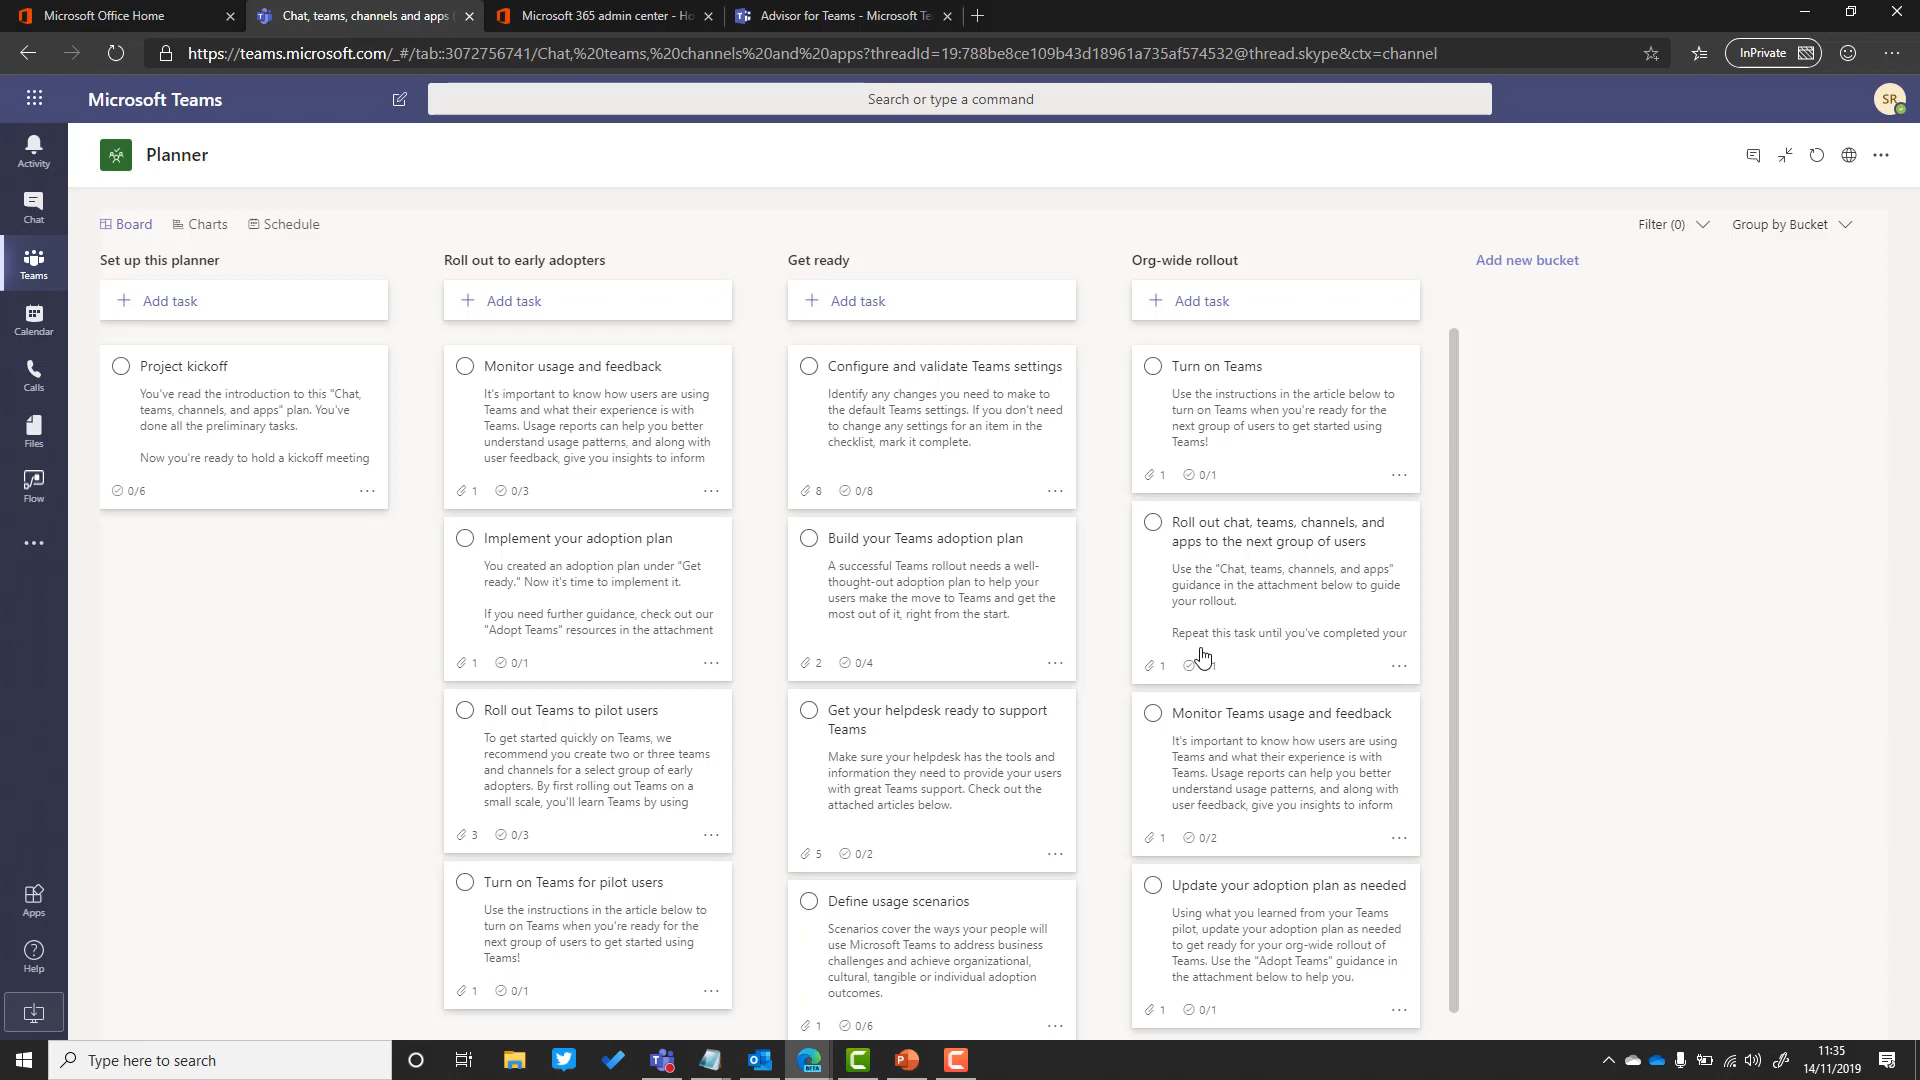 Microsoft Office Home
Chat, teams, channels and apps (
Microsoft 365 admin center - Ho
Advisor for Teams - Microsoft Te
https://teams.microsoft.com/_#/tab::3072756741/Chat,%20teams,%20channels%20and%20apps?threadId=19:788be8ce109b43d18961a735af574532@thread.skype&ctx=channel
InPrivate
Microsoft Teams
Search or type a command
SR
Activity
Chat
Teams
Calendar
Calls
Files
Flow
Apps
Help
Planner
Board
Charts
Schedule
Filter (0)
Group by Bucket
Set up this planner
Add task
Project kickoff
You've read the introduction to this "Chat,
teams, channels, and apps" plan. You've
done all the preliminary tasks.
Now you're ready to hold a kickoff meeting
0/6
Roll out to early adopters
Add task
Monitor usage and feedback
It's important to know how users are using
Teams and what their experience is with
Teams. Usage reports can help you better
understand usage patterns, and along with
user feedback, give you insights to inform
1 0/3
Implement your adoption plan
You created an adoption plan under "Get
ready." Now it's time to implement it.
If you need further guidance, check out our
"Adopt Teams" resources in the attachment
1 0/1
Roll out Teams to pilot users
To get started quickly on Teams, we
recommend you create two or three teams
and channels for a select group of early
adopters. By first rolling out Teams on a
small scale, you'll learn Teams by using
3 0/3
Turn on Teams for pilot users
Use the instructions in the article below to
turn on Teams when you're ready for the
next group of users to get started using
Teams!
1 0/1
Get ready
Add task
Configure and validate Teams settings
Identify any changes you need to make to
the default Teams settings. If you don't need
to change any settings for an item in the
checklist, mark it complete.
8 0/8
Build your Teams adoption plan
A successful Teams rollout needs a well-
thought-out adoption plan to help your
users make the move to Teams and get the
most out of it, right from the start.
2 0/4
Get your helpdesk ready to support
Teams
Make sure your helpdesk has the tools and
information they need to provide your users
with great Teams support. Check out the
attached articles below.
5 0/2
Define usage scenarios
Scenarios cover the ways your people will
use Microsoft Teams to address business
challenges and achieve organizational,
cultural, tangible or individual adoption
outcomes.
1 0/6
Org-wide rollout
Add task
Turn on Teams
Use the instructions in the article below to
turn on Teams when you're ready for the
next group of users to get started using
Teams!
1 0/1
Roll out chat, teams, channels, and
apps to the next group of users
Use the "Chat, teams, channels, and apps"
guidance in the attachment below to guide
your rollout.
Repeat this task until you've completed your
1
Monitor Teams usage and feedback
It's important to know how users are using
Teams and what their experience is with
Teams. Usage reports can help you better
understand usage patterns, and along with
user feedback, give you insights to inform
1 0/2
Update your adoption plan as needed
Using what you learned from your Teams
pilot, update your adoption plan as needed
to get ready for your org-wide rollout of
Teams. Use the "Adopt Teams" guidance in
the attachment below to help you.
1 0/1
Add new bucket
Type here to search
BETA
11:35
14/11/2019